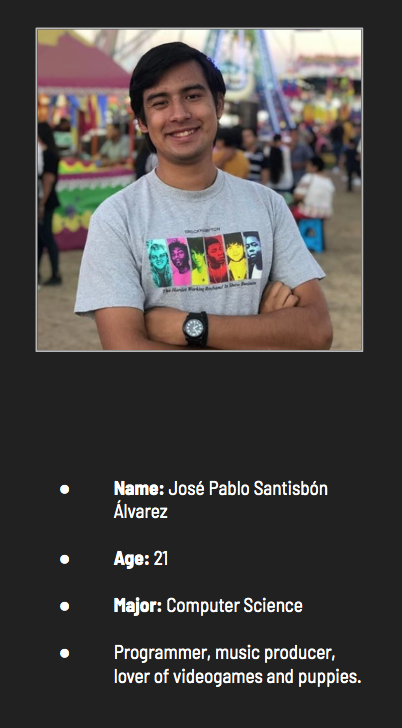 Name: José Pablo Santisbón
Álvarez
Age: 21
Major: Computer Science
Programmer, music producer,
lover of videogames and puppies.